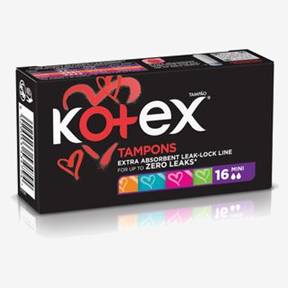 TAMPÃO
Kotex
TAMPONS
EXTRA ABSORBENT LEAK-LOCK LINE
FOR UP TO ZERO LEAKS*
16 MINI